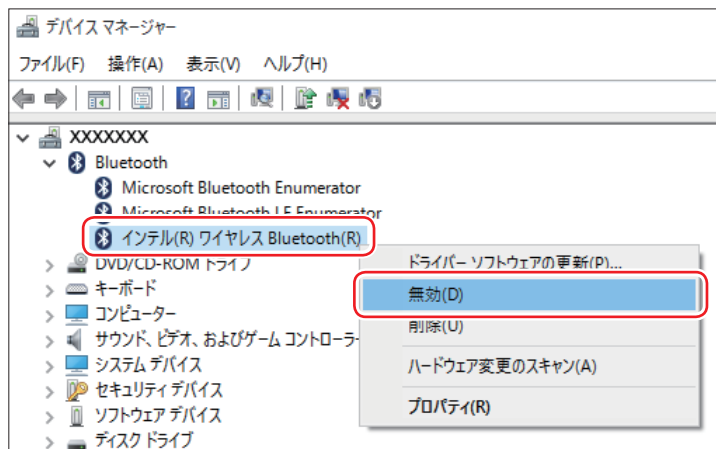 デバイス マネージャー
ファイル(F) 操作(A) 表示(V) ヘルプ(H)
XXXXXXX
Bluetooth
Microsoft Bluetooth Enumerator
Microsoft Bluetooth LE Enumerator
インテル(R) ワイヤレス Bluetooth(R)
DVD/CD-ROM ドライブ
キーボード
コンピューター
サウンド、ビデオ、およびゲーム コントローラー
システム デバイス
セキュリティ デバイス
ソフトウェア デバイス
ディスク ドライブ
ドライバー ソフトウェアの更新(P)...
無効(D)
削除(U)
ハードウェア変更のスキャン(A)
プロパティ(R)